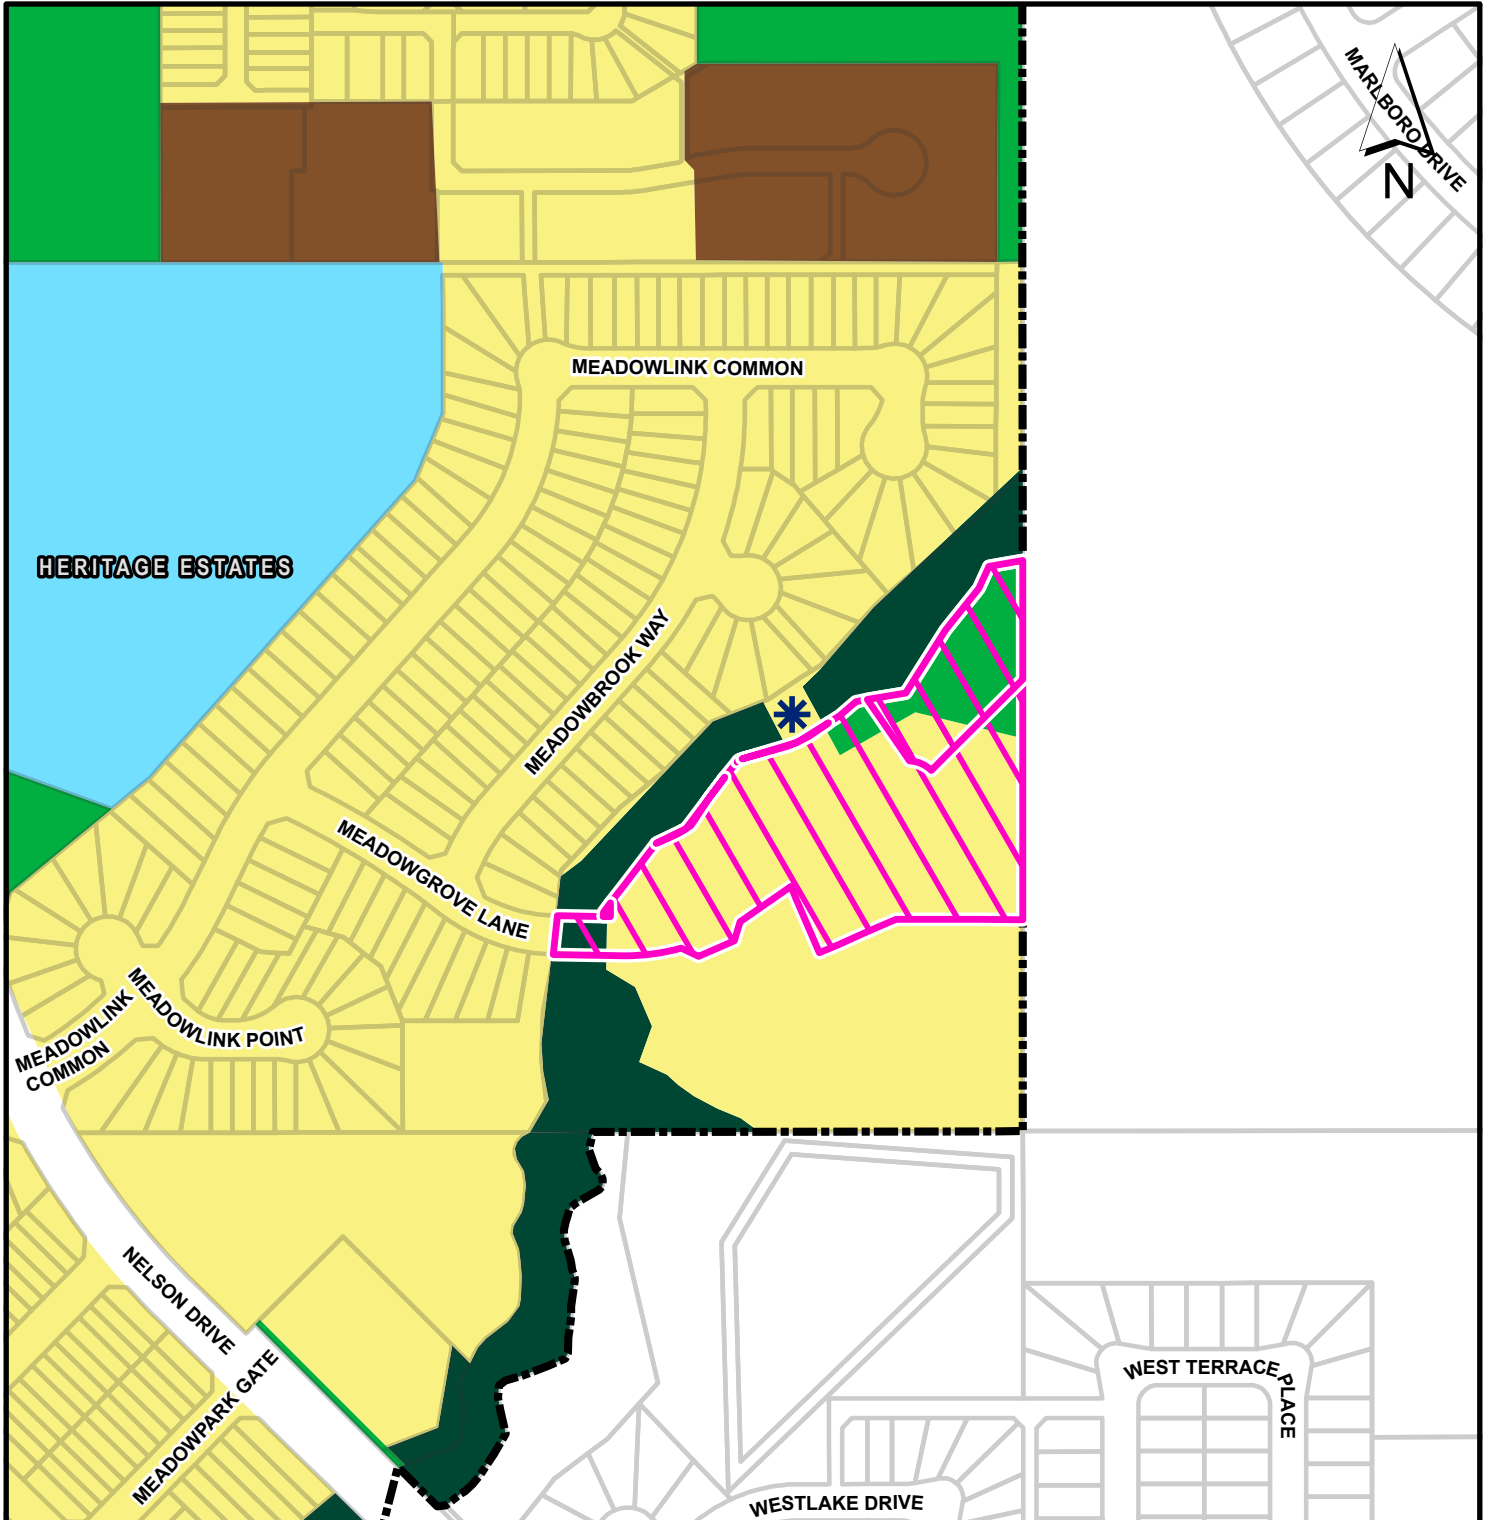 MARLBORO DRIVE
N
MEADOWLINK COMMON
HERITAGE ESTATES
MEADOWBROOK WAY
MEADOWGROVE LANE
MEADOWLINK POINT
MEADOWLINK
COMMON
NELSON DRIVE
MEADOWPARK GATE
WEST TERRACE
PLACE
WESTLAKE DRIVE